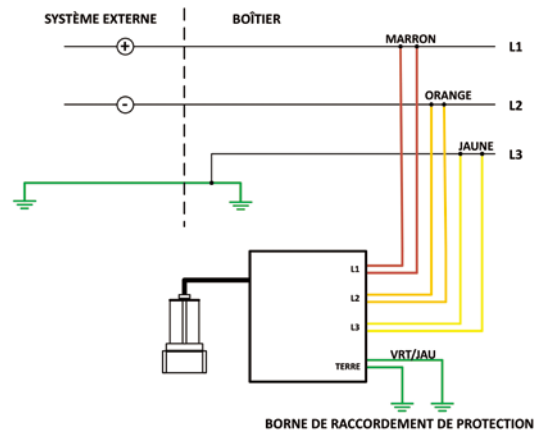 SYSTÈME EXTERNE
BOÎTIER
+
MARRON
L1
-
ORANGE
L2
JAUNE
L3
L1
L2
L3
TERRE
VRT/JAU
BORNE DE RACCORDEMENT DE PROTECTION